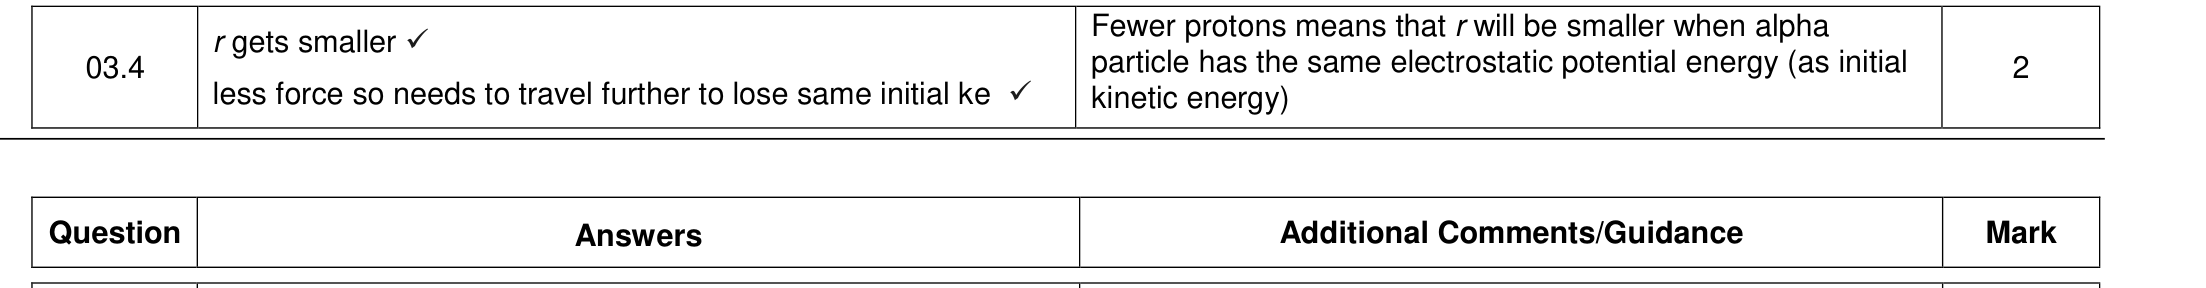 03.4
r gets smaller ✓
less force so needs to travel further to lose same initial ke ✓
Fewer protons means that r will be smaller when alpha
particle has the same electrostatic potential energy (as initial
kinetic energy)
2
Question
Answers
Additional Comments/Guidance
Mark